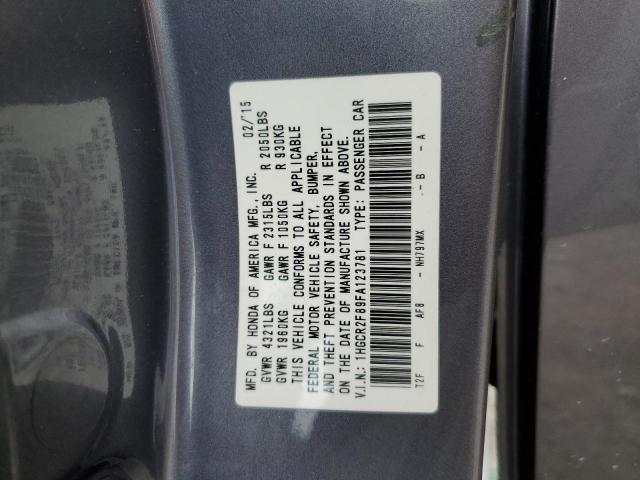 MFD. BY HONDA OF AMERICA MFG., INC. 02/'15
GVWR 4321LBS GAWR F 2315LBS R 2050LBS
GVWR 1960KG GAWR F 1050KG R 930KG
THIS VEHICLE CONFORMS TO ALL APPLICABLE
FEDERAL MOTOR VEHICLE SAFETY, BUMPER,
AND THEFT PREVENTION STANDARDS IN EFFECT
ON THE DATE OF MANUFACTURE SHOWN ABOVE.
V.I.N.: 1HGCR2F89FA123781 TYPE: PASSENGER CAR
T2F F AF8 - NH797MX .- B - A